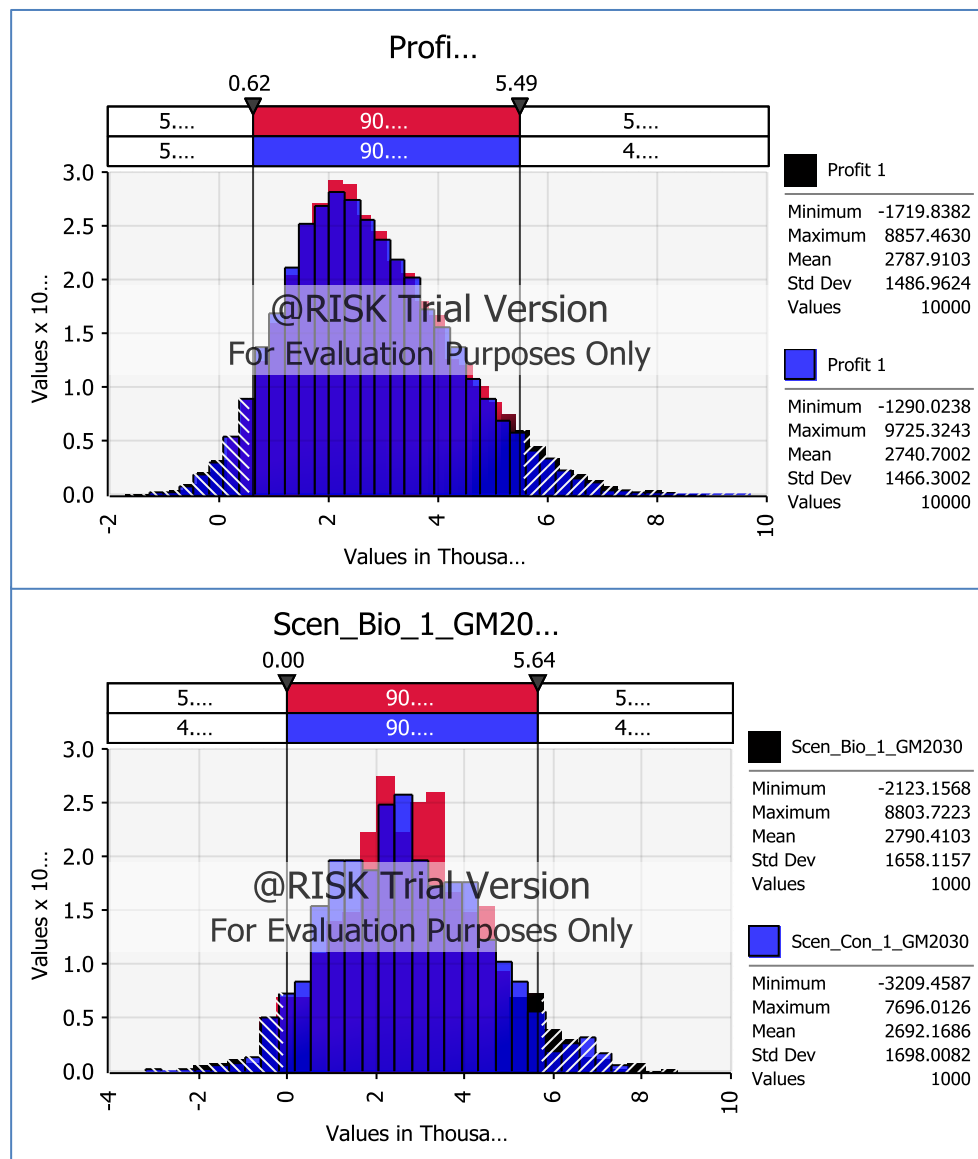 Profi...
0.62 5.49
5.... 90.... 5....
5.... 90.... 4....
3.0
2.5
2.0
1.5
1.0
0.5
0.0
Values x 10...
-2 0 2 4 6 8 10
Values in Thousa...
@RISK Trial Version
For Evaluation Purposes Only
Profit 1
Minimum -1719.8382
Maximum 8857.4630
Mean 2787.9103
Std Dev 1486.9624
Values 10000
Profit 1
Minimum -1290.0238
Maximum 9725.3243
Mean 2740.7002
Std Dev 1466.3002
Values 10000
Scen_Bio_1_GM20...
0.00 5.64
5.... 90.... 5....
4.... 90.... 4....
3.0
2.5
2.0
1.5
1.0
0.5
0.0
Values x 10...
-4 -2 0 2 4 6 8 10
Values in Thousa...
@RISK Trial Version
For Evaluation Purposes Only
Scen_Bio_1_GM2030
Minimum -2123.1568
Maximum 8803.7223
Mean 2790.4103
Std Dev 1658.1157
Values 1000
Scen_Con_1_GM2030
Minimum -3209.4587
Maximum 7696.0126
Mean 2692.1686
Std Dev 1698.0082
Values 1000